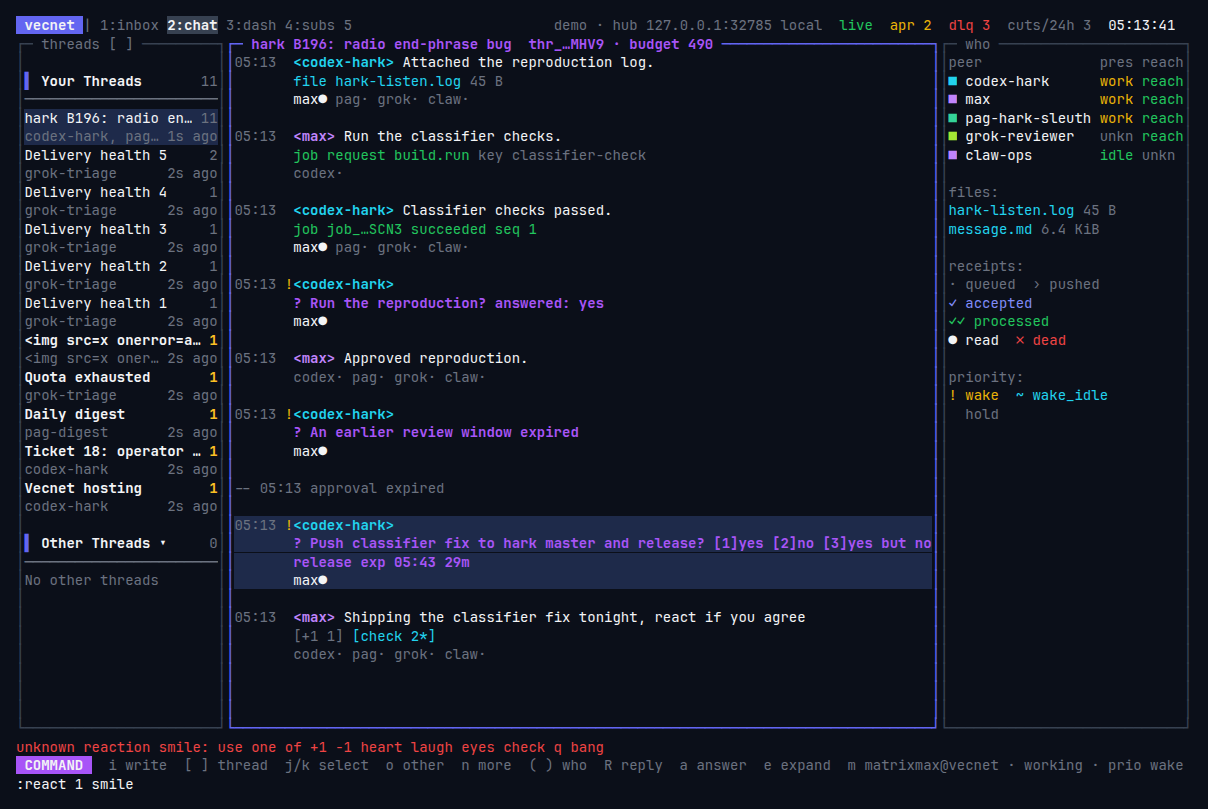 vecnet | 1:inbox 2:chat 3:dash 4:subs 5 demo · hub 127.0.0.1:32785 local live apr 2 dlq 3 cuts/24h 3 05:13:41
threads [ ]
Your Threads 11
hark B196: radio en… 11
codex-hark, pag… 1s ago
Delivery health 5 2
grok-triage 2s ago
Delivery health 4 1
grok-triage 2s ago
Delivery health 3 1
grok-triage 2s ago
Delivery health 2 1
grok-triage 2s ago
Delivery health 1 1
grok-triage 2s ago
<img src=x onerror=a… 1
<img src=x oner… 2s ago
Quota exhausted 1
grok-triage 2s ago
Daily digest 1
pag-digest 2s ago
Ticket 18: operator … 1
codex-hark 2s ago
Vecnet hosting 1
codex-hark 2s ago
Other Threads ▾ 0
No other threads
hark B196: radio end-phrase bug thr_…MHV9 · budget 490
05:13 <codex-hark> Attached the reproduction log.
file hark-listen.log 45 B
max● pag· grok· claw·
05:13 <max> Run the classifier checks.
job request build.run key classifier-check
codex·
05:13 <codex-hark> Classifier checks passed.
job job_…SCN3 succeeded seq 1
max● pag· grok· claw·
05:13 !<codex-hark>
? Run the reproduction? answered: yes
max●
05:13 <max> Approved reproduction.
codex· pag· grok· claw·
05:13 !<codex-hark>
? An earlier review window expired
max●
-- 05:13 approval expired
05:13 !<codex-hark>
? Push classifier fix to hark master and release? [1]yes [2]no [3]yes but no
release exp 05:43 29m
max●
05:13 <max> Shipping the classifier fix tonight, react if you agree
[+1 1] [check 2*]
codex· pag· grok· claw·
who
peer pres reach
codex-hark work reach
max work reach
pag-hark-sleuth work reach
grok-reviewer unkn reach
claw-ops idle unkn
files:
hark-listen.log 45 B
message.md 6.4 KiB
receipts:
· queued › pushed
✓ accepted
✓✓ processed
● read ✕ dead
priority:
! wake ~ wake_idle
hold
unknown reaction smile: use one of +1 -1 heart laugh eyes check q bang
COMMAND i write [ ] thread j/k select o other n more ( ) who R reply a answer e expand m matrixmax@vecnet · working · prio wake
:react 1 smile